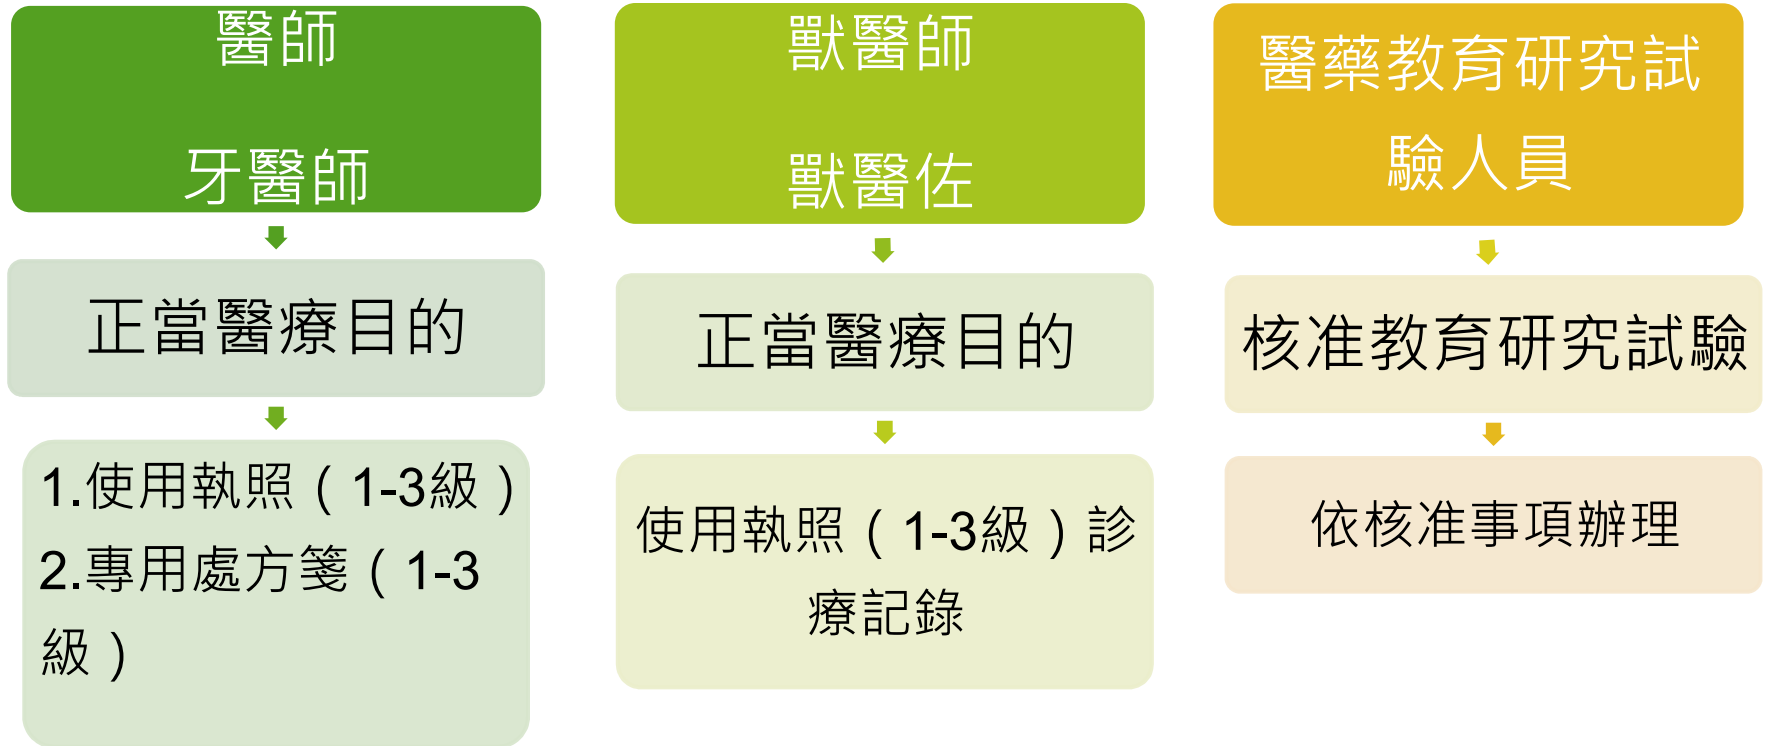 醫師
牙醫師
正當醫療目的
1.使用執照（1-3級）
2.專用處方箋（1-3
級）
獸醫師
獸醫佐
正當醫療目的
使用執照（1-3級）診
療記錄
醫藥教育研究試
驗人員
核准教育研究試驗
依核准事項辦理